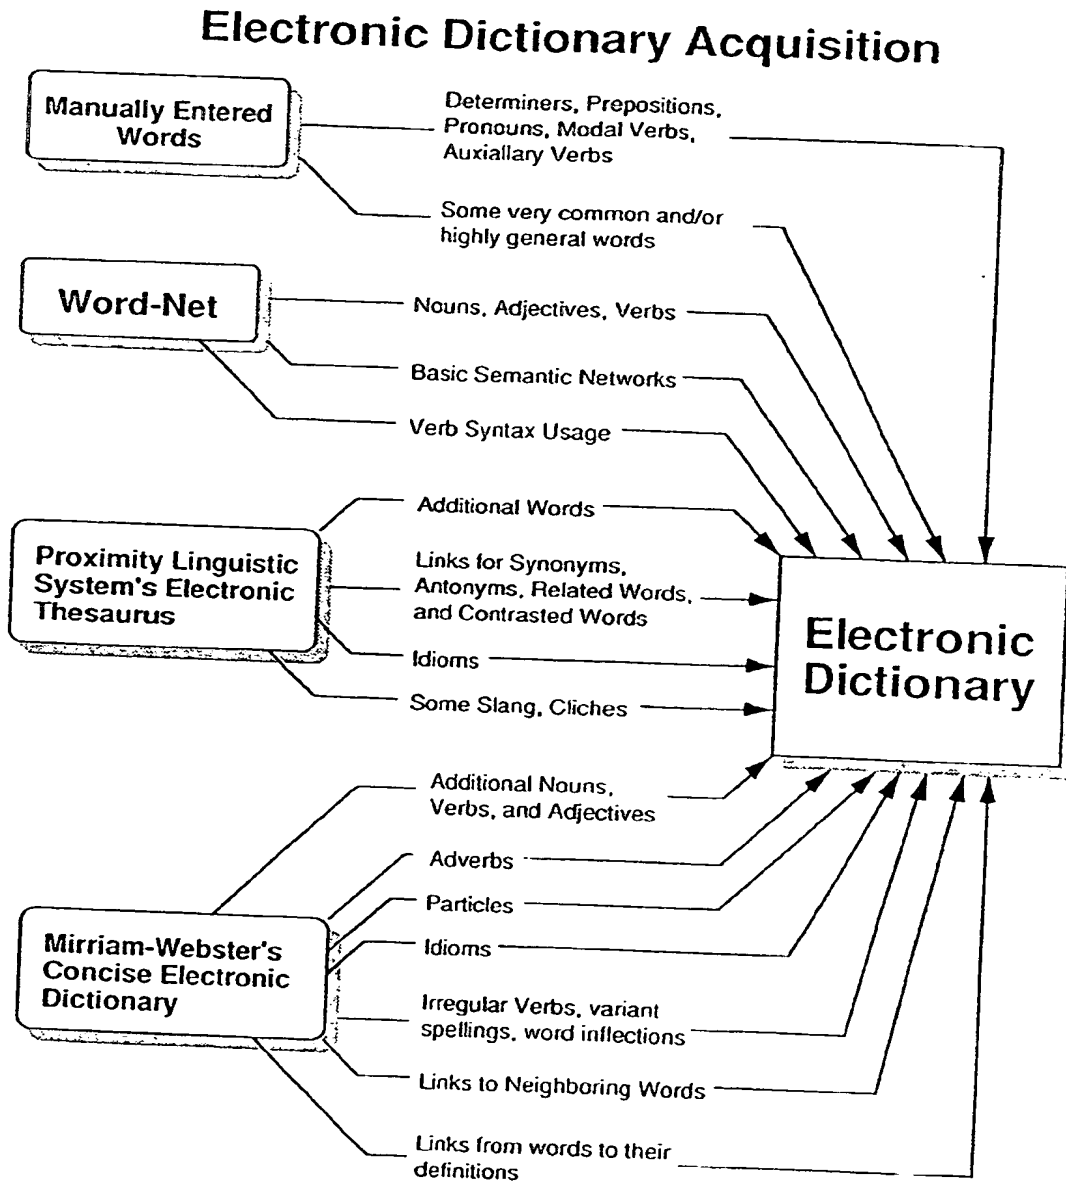 Electronic Dictionary Acquisition
Manually Entered
Words
Determiners, Prepositions,
Pronouns, Modal Verbs,
Auxiallary Verbs
Some very common and/or
highly general words
Word-Net
Nouns, Adjectives, Verbs
Basic Semantic Networks
Verb Syntax Usage
Proximity Linguistic
System's Electronic
Thesaurus
Additional Words
Links for Synonyms,
Antonyms, Related Words,
and Contrasted Words
Idioms
Some Slang, Cliches
Electronic
Dictionary
Mirriam-Webster's
Concise Electronic
Dictionary
Additional Nouns,
Verbs, and Adjectives
Adverbs
Particles
Idioms
Irregular Verbs, variant
spellings, word inflections
Links to Neighboring Words
Links from words to their
definitions